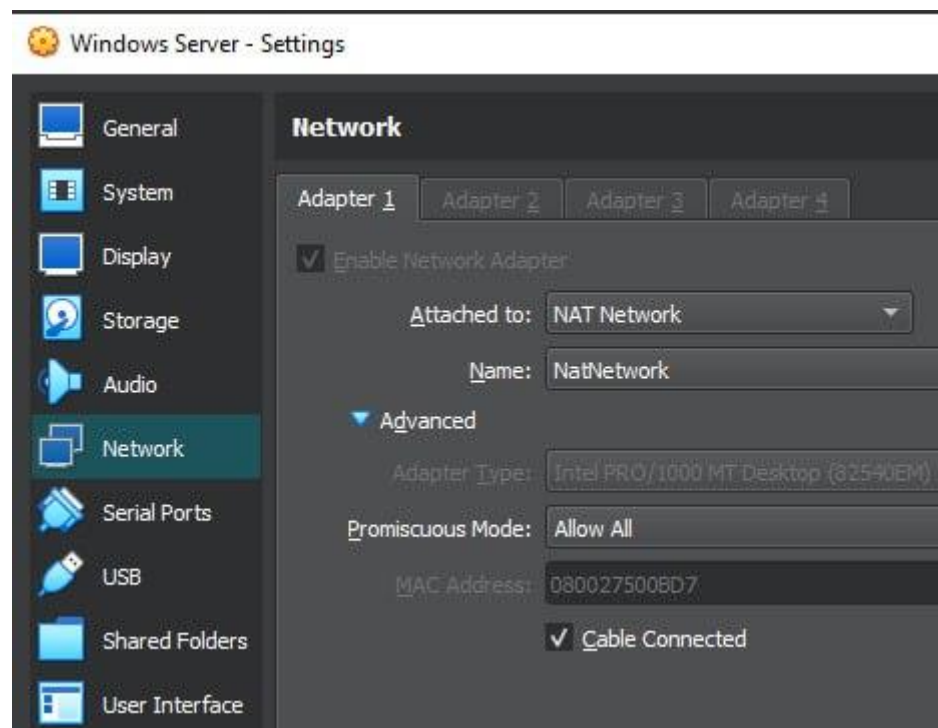 Windows Server - Settings
General
System
Display
Storage
Audio
Network
Serial Ports
USB
Shared Folders
User Interface
Network
Adapter 1
Adapter 2
Adapter 3
Adapter 4
Enable Network Adapter
Attached to: NAT Network
Name: NatNetwork
Advanced
Adapter Type: Intel PRO/1000 MT Desktop (82540EM)
Promiscuous Mode: Allow All
MAC Address: 080027500BD7
Cable Connected